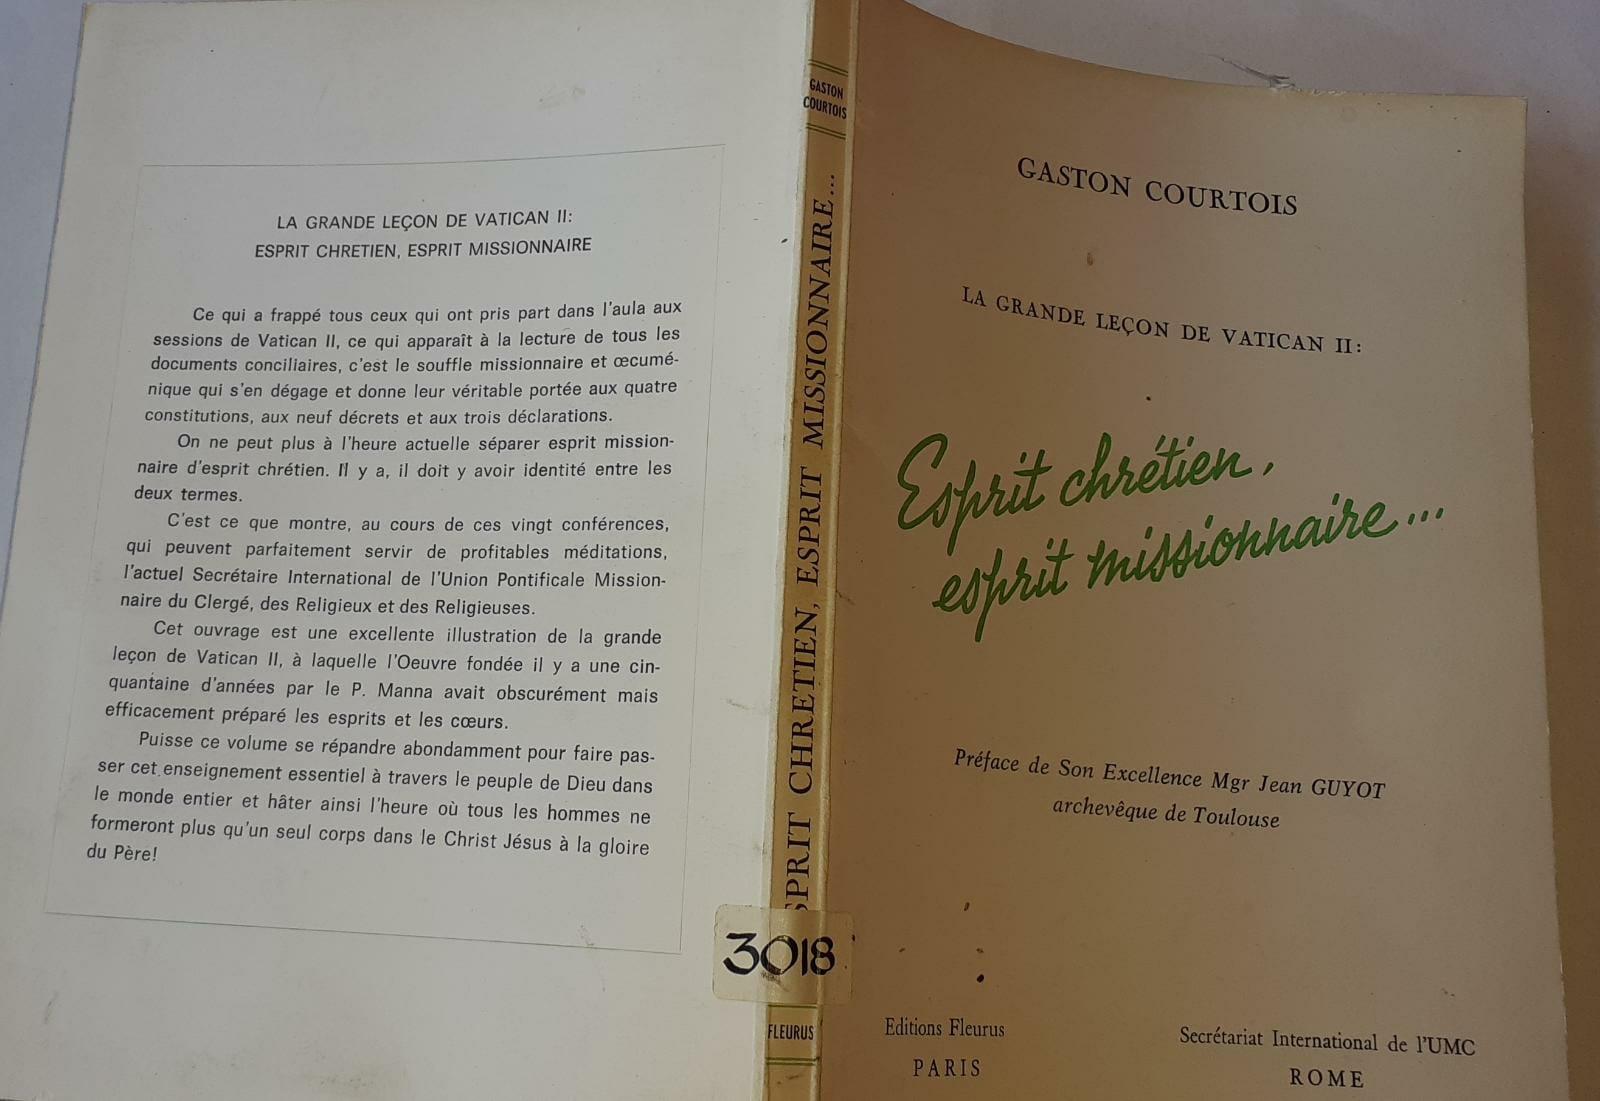 LA GRANDE LEÇON DE VATICAN II:
ESPRIT CHRETIEN, ESPRIT MISSIONNAIRE
Ce qui a frappé tous ceux qui ont pris part dans l'aula aux
sessions de Vatican II, ce qui apparaît à la lecture de tous les
documents conciliaires, c'est le souffle missionnaire et œcumé-
nique qui s'en dégage et donne leur véritable portée aux quatre
constitutions, aux neuf décrets et aux trois déclarations.
On ne peut plus à l'heure actuelle séparer esprit mission-
naire d'esprit chrétien. Il y a, il doit y avoir identité entre les
deux termes.
C'est ce que montre, au cours de ces vingt conférences,
qui peuvent parfaitement servir de profitables méditations,
l'actuel Secrétaire International de l'Union Pontificale Mission-
naire du Clergé, des Religieux et des Religieuses.
Cet ouvrage est une excellente illustration de la grande
leçon de Vatican II, à laquelle l'Oeuvre fondée il y a une cin-
quantaine d'années par le P. Manna avait obscurément mais
efficacement préparé les esprits et les cœurs.
Puisse ce volume se répandre abondamment pour faire pas-
ser cet enseignement essentiel à travers le peuple de Dieu dans
le monde entier et hâter ainsi l'heure où tous les hommes ne
formeront plus qu'un seul corps dans le Christ Jésus à la gloire
du Père!
GASTON
COURTOIS
SPRIT CHRETIEN, ESPRIT MISSIONNAIRE...
3018
FLEURUS
GASTON COURTOIS
LA GRANDE LEÇON DE VATICAN II:
Esprit chrétien,
esprit missionnaire...
Préface de Son Excellence Mgr Jean GUYOT
archevêque de Toulouse
Editions Fleurus
PARIS
Secrétariat International de l'UMC
ROME